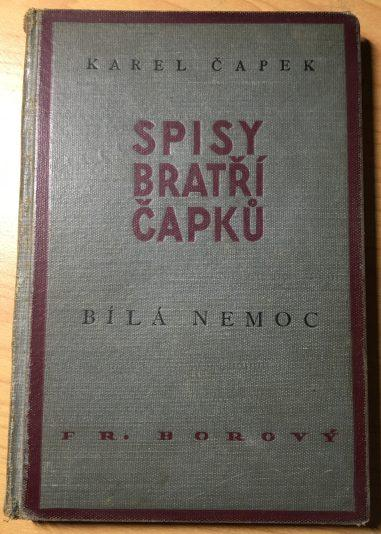 KAREL ČAPEK
SPISY
BRATŘÍ
ČAPKŮ
BÍLÁ NEMOC
FR. BOROVÝ